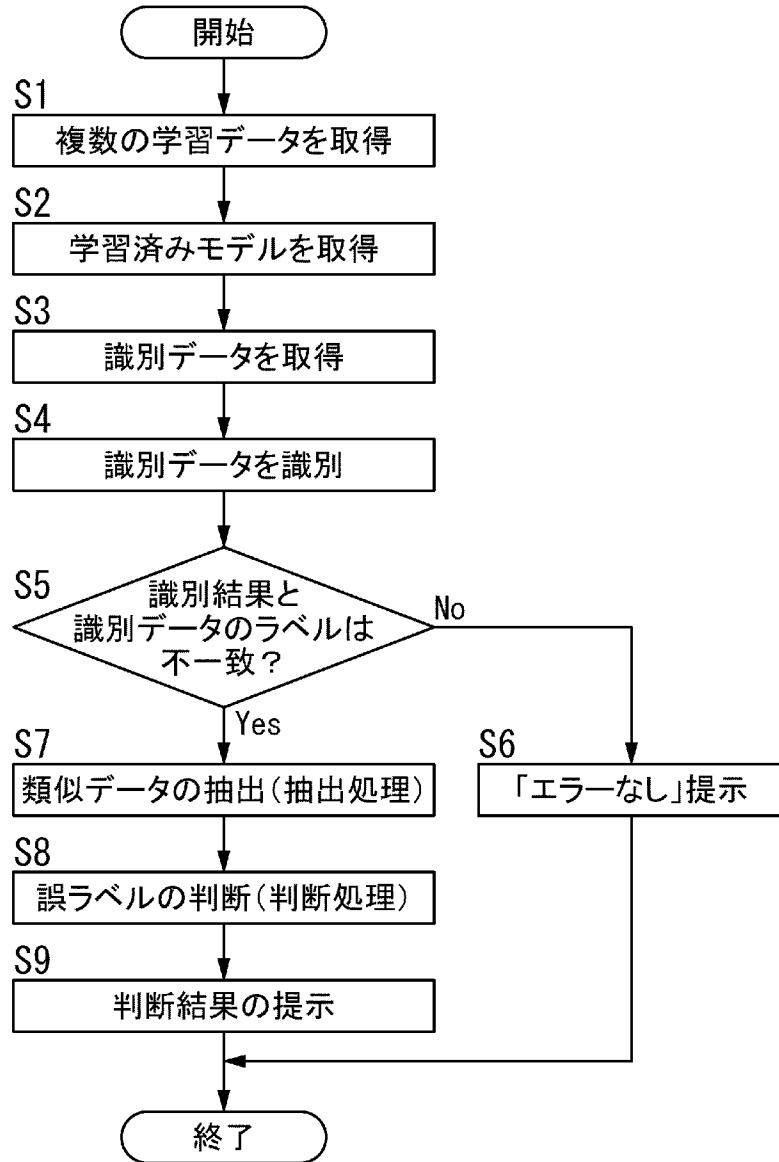 開始
S1
複数の学習データを取得
S2
学習済みモデルを取得
S3
識別データを取得
S4
識別データを識別
S5
識別結果と
識別データのラベルは
不一致？
No
Yes
S7
類似データの抽出(抽出処理)
S6
「エラーなし」提示
S8
誤ラベルの判断(判断処理)
S9
判断結果の提示
終了